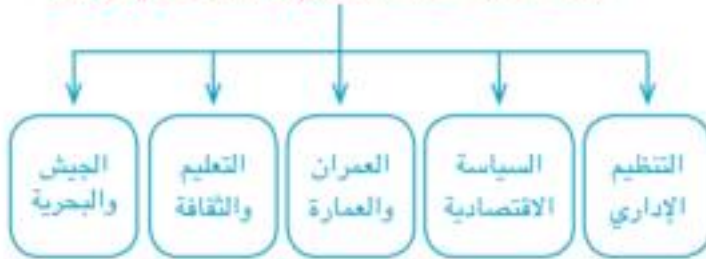 التنظيم
الإداري
السياسة
الاقتصادية
العمران
والعمارة
التعليم
والثقافة
الجيش
والبحرية